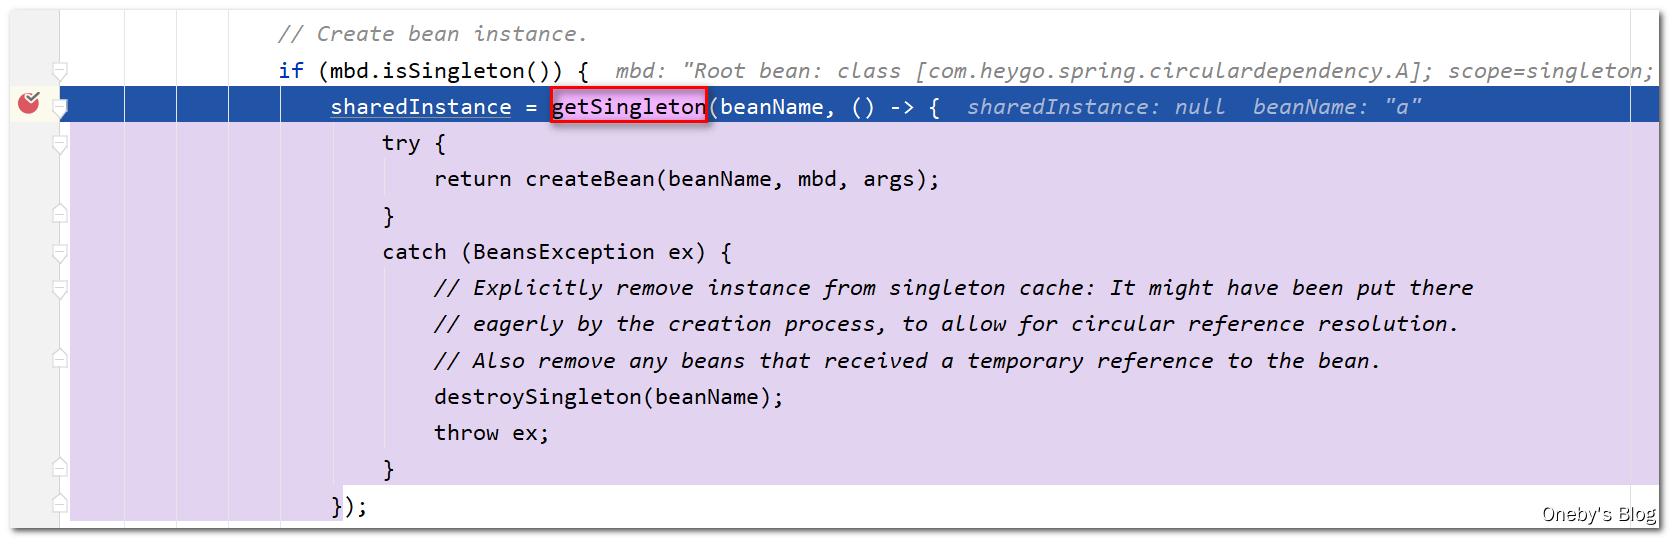 // Create bean instance.
if (mbd.isSingleton()) {  mbd: "Root bean: class [com.heygo.spring.circulardependency.A]; scope=singleton;
sharedInstance = getSingleton(beanName, () -> {  sharedInstance: null  beanName: "a"
try {
return createBean(beanName, mbd, args);
}
catch (BeansException ex) {
// Explicitly remove instance from singleton cache: It might have been put there
// eagerly by the creation process, to allow for circular reference resolution.
// Also remove any beans that received a temporary reference to the bean.
destroySingleton(beanName);
throw ex;
}
});
Oneby's Blog